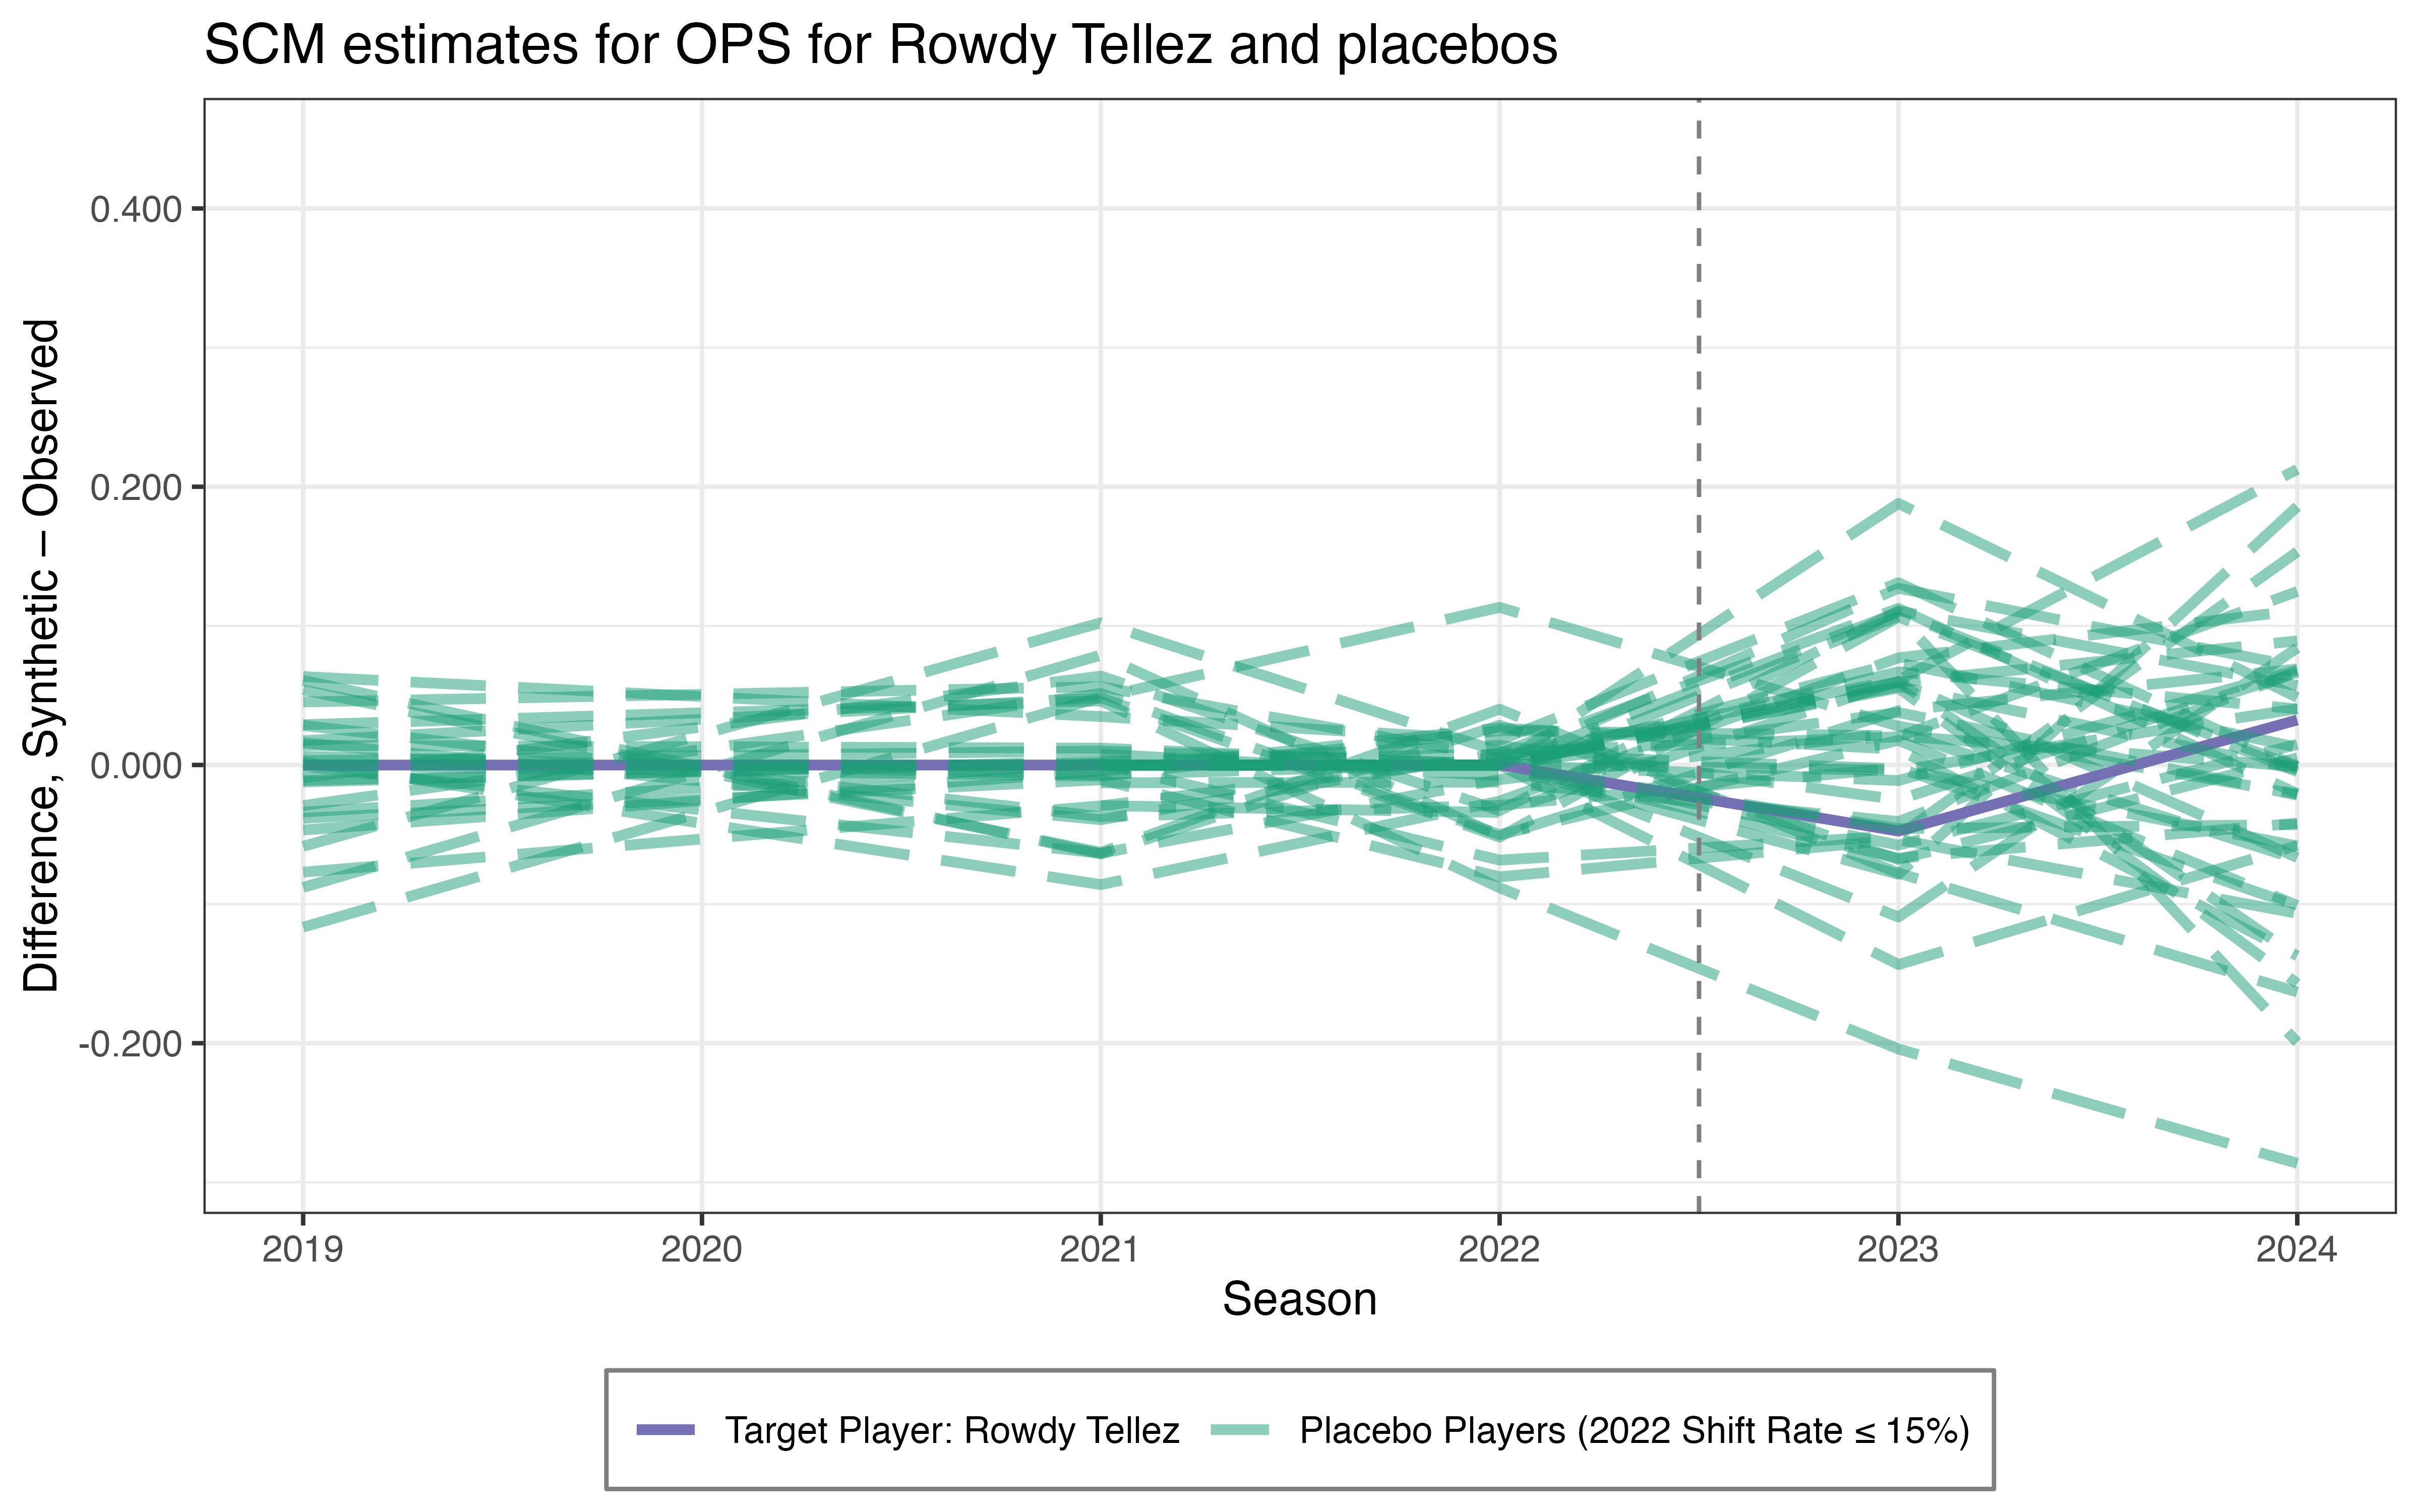 SCM estimates for OPS for Rowdy Tellez and placebos
Difference, Synthetic – Observed
0.400
0.200
0.000
-0.200
2019 2020 2021 2022 2023 2024
Season
Target Player: Rowdy Tellez Placebo Players (2022 Shift Rate ≤ 15%)